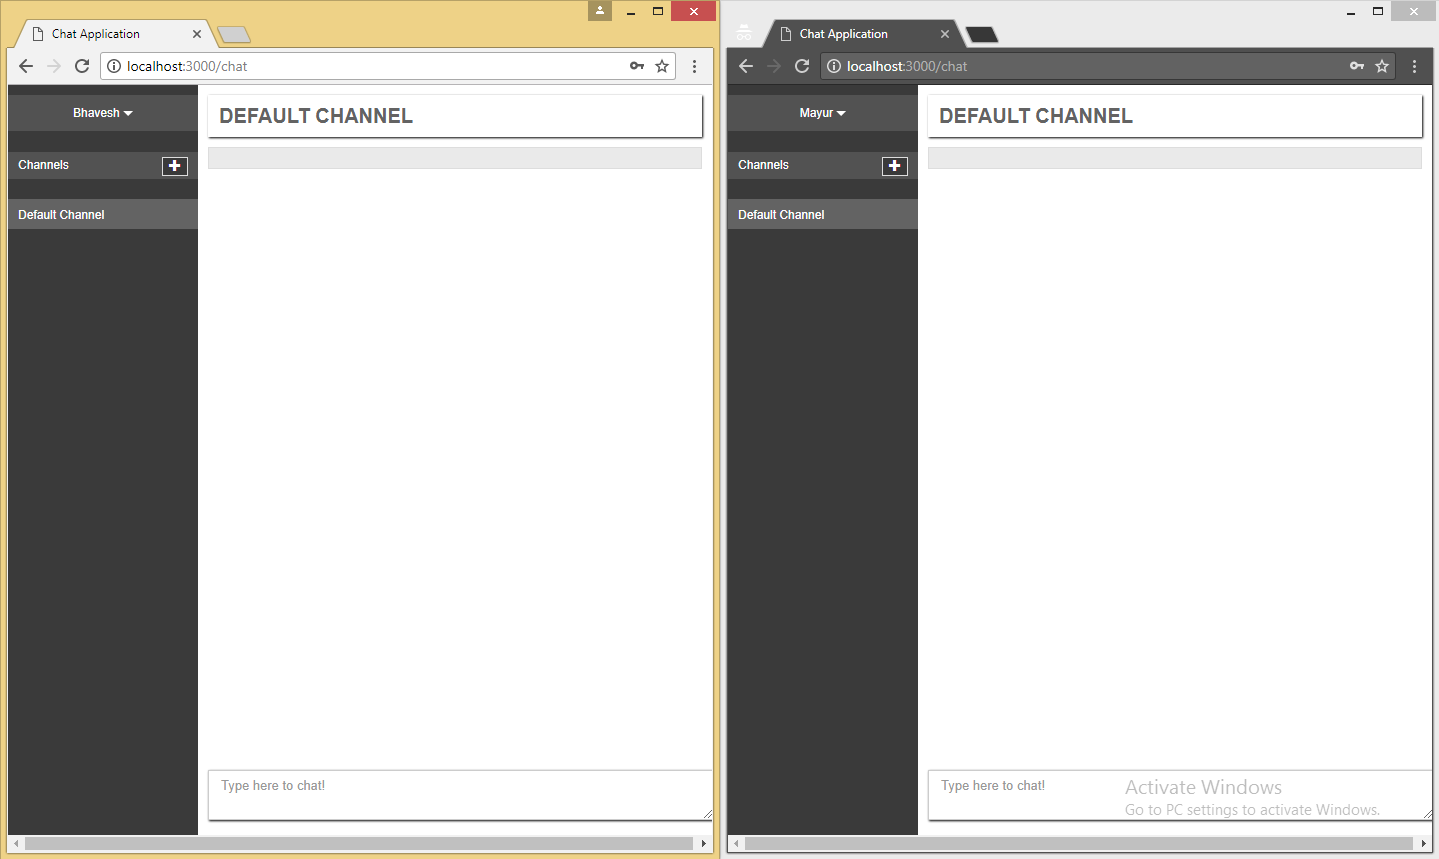 Chat Application
localhost:3000/chat
Bhavesh
Channels
Default Channel
DEFAULT CHANNEL
Type here to chat!
Chat Application
localhost:3000/chat
Mayur
Channels
Default Channel
DEFAULT CHANNEL
Type here to chat!
Activate Windows
Go to PC settings to activate Windows.